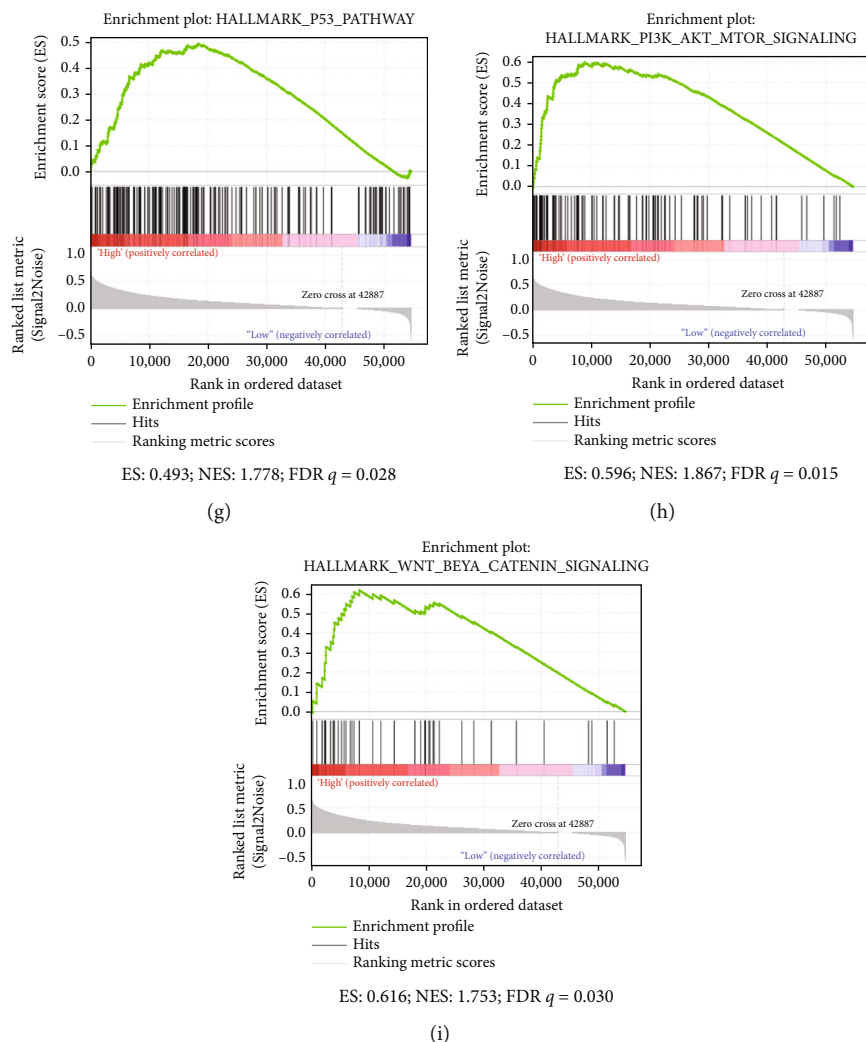 Enrichment plot: HALLMARK_P53_PATHWAY
Enrichment score (ES)
0.5
0.4
0.3
0.2
0.1
0.0
Ranked list metric
(Signal2Noise)
1.0
0.5
0.0
−0.5
'High' (positively correlated)
Zero cross at 42887
"Low" (negatively correlated)
0 10,000 20,000 30,000 40,000 50,000
Rank in ordered dataset
Enrichment profile
Hits
Ranking metric scores
ES: 0.493; NES: 1.778; FDR q = 0.028
(g)
Enrichment plot:
HALLMARK_PI3K_AKT_MTOR_SIGNALING
Enrichment score (ES)
0.6
0.5
0.4
0.3
0.2
0.1
0.0
Ranked list metric
(Signal2Noise)
1.0
0.5
0.0
−0.5
'High' (positively correlated)
Zero cross at 42887
"Low" (negatively correlated)
0 10,000 20,000 30,000 40,000 50,000
Rank in ordered dataset
Enrichment profile
Hits
Ranking metric scores
ES: 0.596; NES: 1.867; FDR q = 0.015
(h)
Enrichment plot:
HALLMARK_WNT_BEYA_CATENIN_SIGNALING
Enrichment score (ES)
0.6
0.5
0.4
0.3
0.2
0.1
0.0
Ranked list metric
(Signal2Noise)
1.0
0.5
0.0
−0.5
'High' (positively correlated)
Zero cross at 42887
"Low" (negatively correlated)
0 10,000 20,000 30,000 40,000 50,000
Rank in ordered dataset
Enrichment profile
Hits
Ranking metric scores
ES: 0.616; NES: 1.753; FDR q = 0.030
(i)